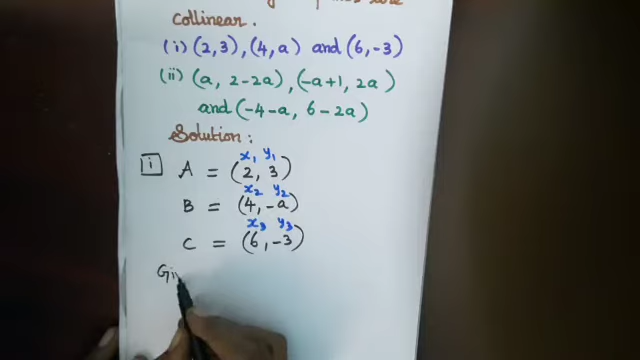 collinear.
(i) (2,3), (4,a) and (6,-3)
(ii) (a, 2-2a), (-a+1, 2a)
and (-4-a, 6-2a)
Solution:
i
x₁ y₁
A = (2, 3)
x₂ y₂
B = (4, -a)
x₃ y₃
C = (6, -3)
Gi